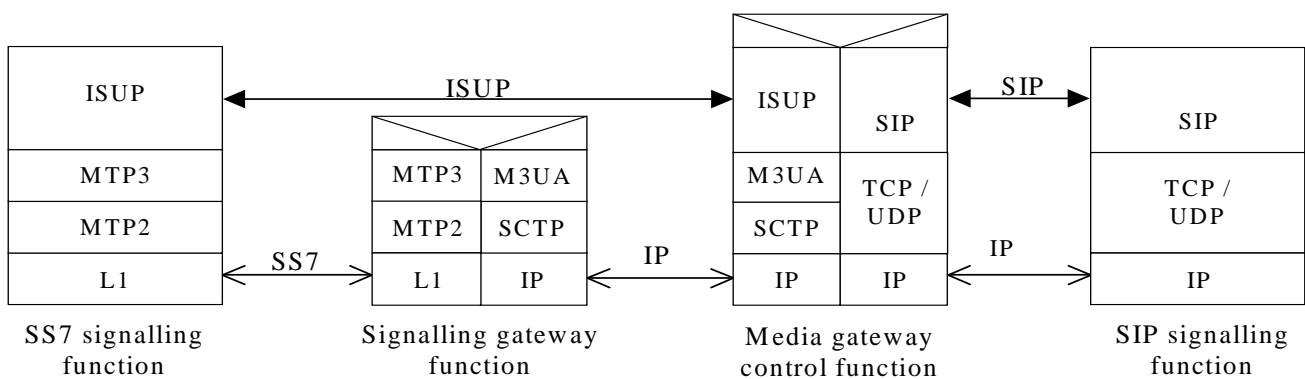 ISUP
MTP3
MTP2
L1
SS7 signalling
function
ISUP
SS7
MTP3
M3UA
MTP2
SCTP
L1
IP
Signalling gateway
function
IP
ISUP
SIP
M3UA
SCTP
TCP /
UDP
IP
IP
Media gateway
control function
SIP
IP
SIP
TCP /
UDP
IP
SIP signalling
function